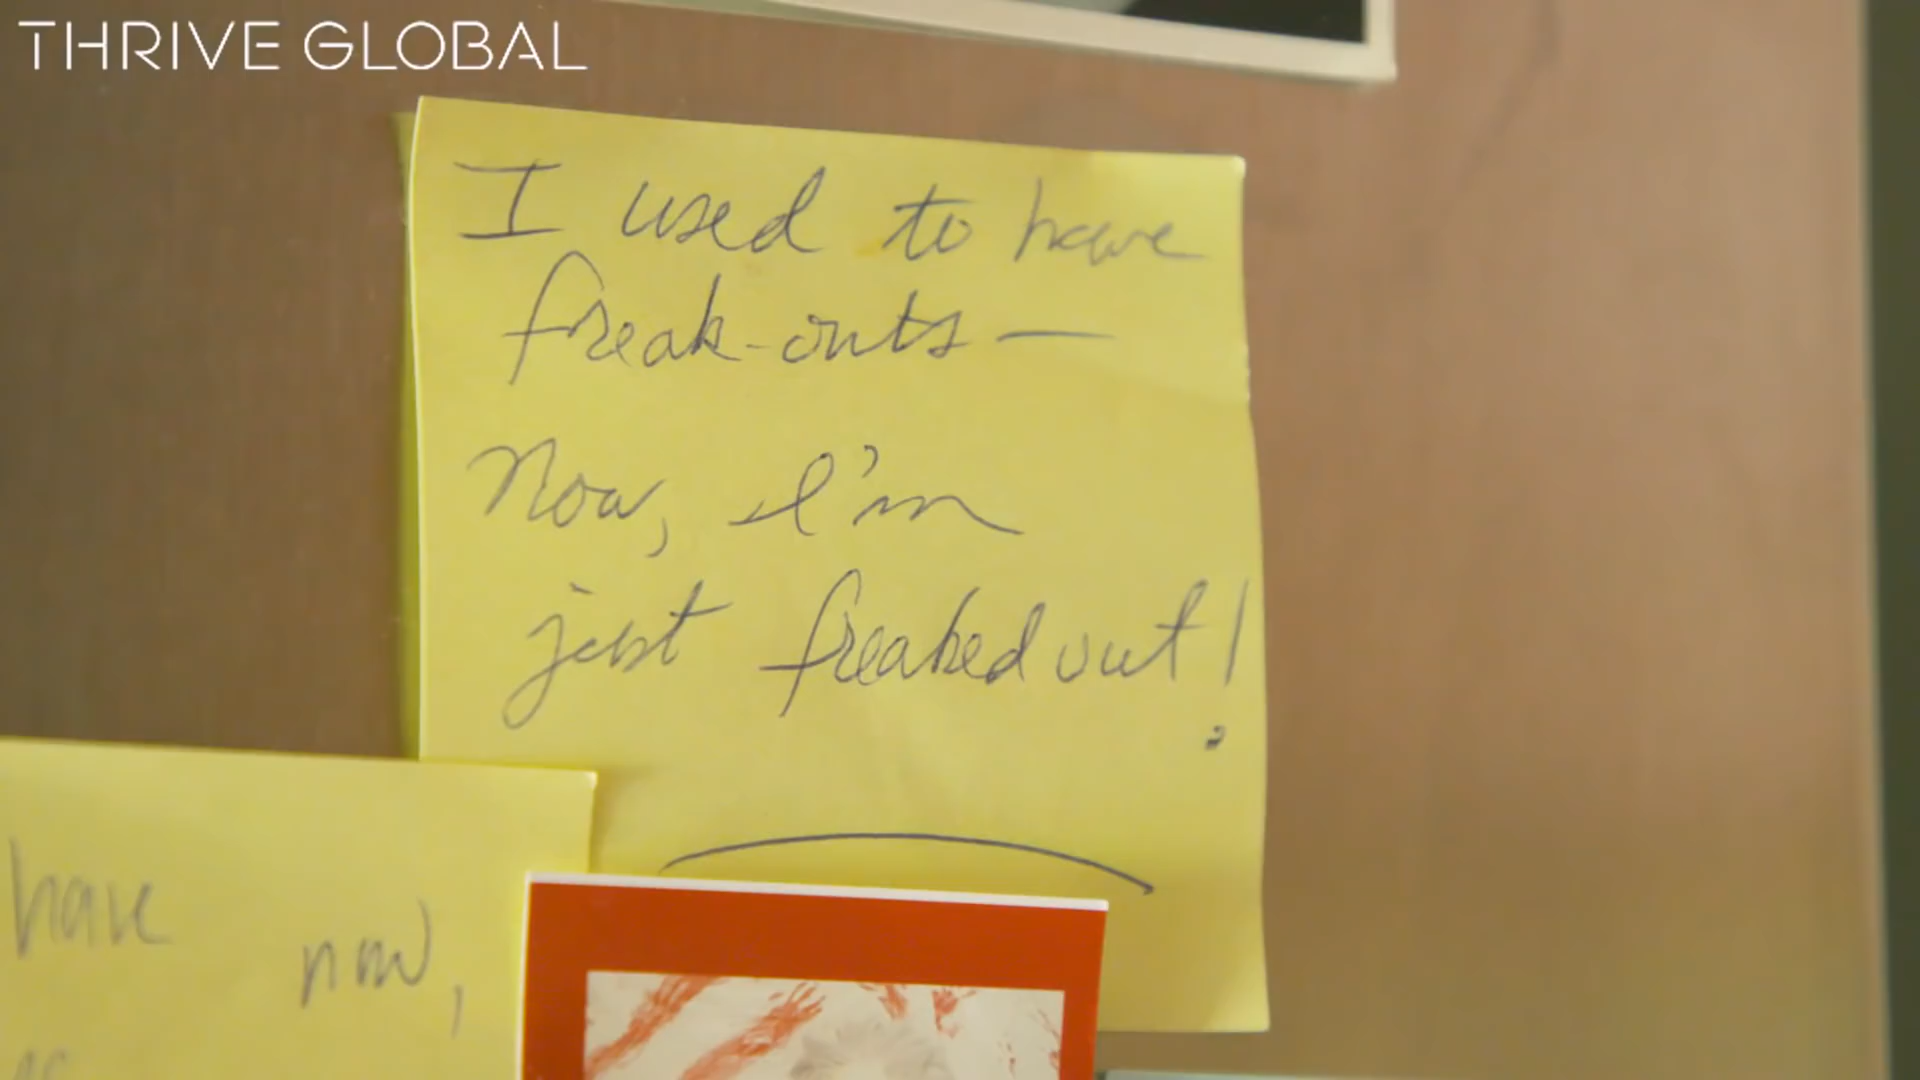 THRIVE GLOBAL
I used to have
freak-outs—
Now, I'm
just freaked out!
have now,